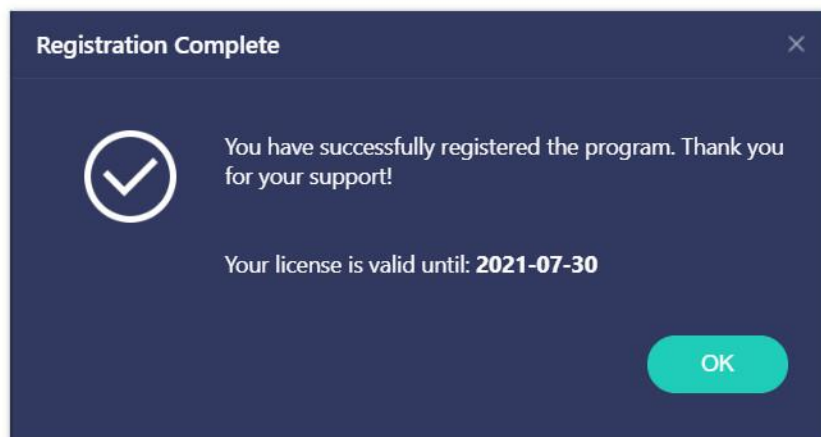 Registration Complete
You have successfully registered the program. Thank you
for your support!
Your license is valid until: 2021-07-30
OK